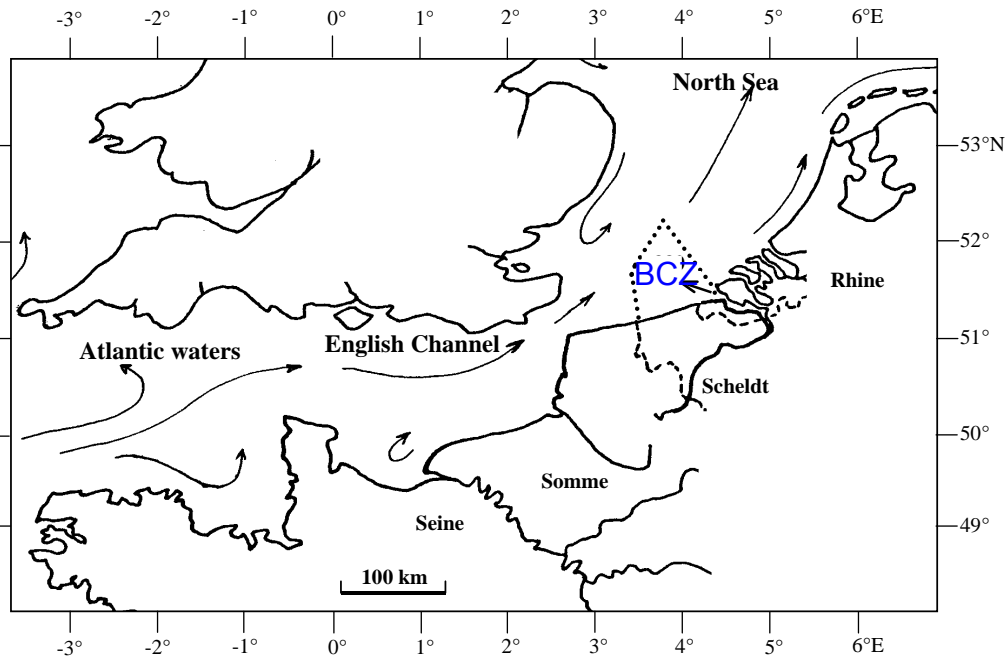 -3° -2° -1° 0° 1° 2° 3° 4° 5° 6°E
North Sea
53°N
52°
BCZ
Rhine
51°
English Channel
Atlantic waters
Scheldt
50°
Somme
Seine
49°
100 km
-3° -2° -1° 0° 1° 2° 3° 4° 5° 6°E